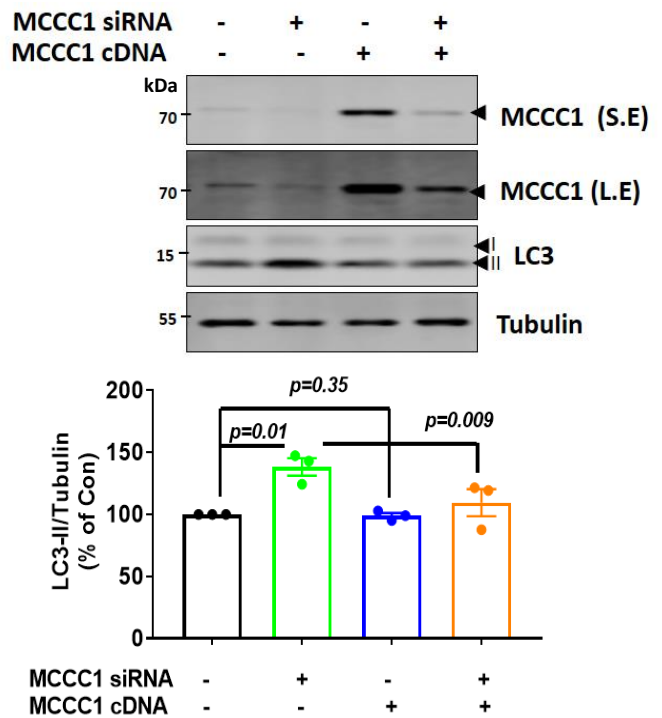 MCCC1 siRNA - + - +
MCCC1 cDNA - - + +
kDa
70 MCCC1 (S.E)
70 MCCC1 (L.E)
I
15 LC3
II
55 Tubulin
200
p=0.35
150 p=0.01 p=0.009
100
50
0
LC3-II/Tubulin
(% of Con)
MCCC1 siRNA - + - +
MCCC1 cDNA - - + +